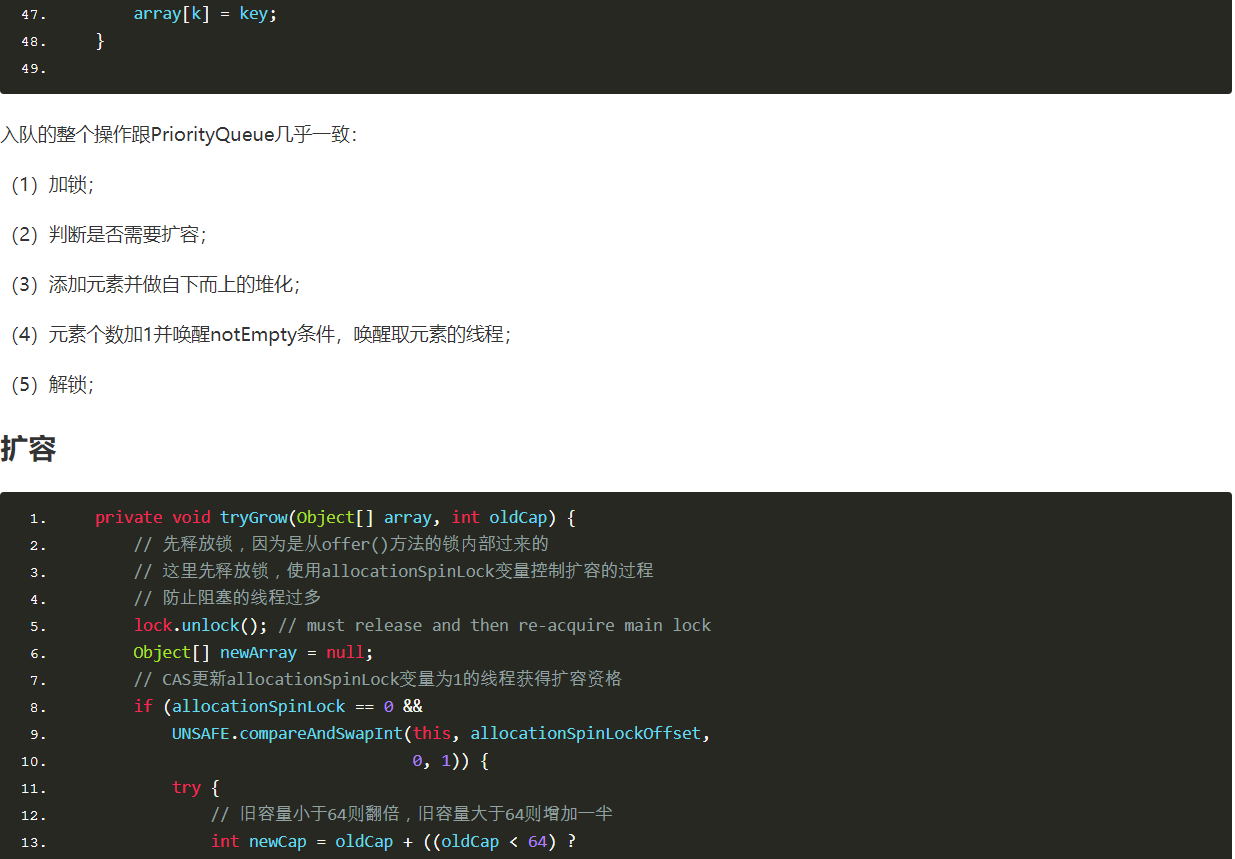 47.         array[k] = key;
48.     }
49.
入队的整个操作跟PriorityQueue几乎一致：
（1）加锁；
（2）判断是否需要扩容；
（3）添加元素并做自下而上的堆化；
（4）元素个数加1并唤醒notEmpty条件，唤醒取元素的线程；
（5）解锁；
扩容
1.     private void tryGrow(Object[] array, int oldCap) {
2.         // 先释放锁，因为是从offer()方法的锁内部过来的
3.         // 这里先释放锁，使用allocationSpinLock变量控制扩容的过程
4.         // 防止阻塞的线程过多
5.         lock.unlock(); // must release and then re-acquire main lock
6.         Object[] newArray = null;
7.         // CAS更新allocationSpinLock变量为1的线程获得扩容资格
8.         if (allocationSpinLock == 0 &&
9.             UNSAFE.compareAndSwapInt(this, allocationSpinLockOffset,
10.                                      0, 1)) {
11.             try {
12.                 // 旧容量小于64则翻倍，旧容量大于64则增加一半
13.                 int newCap = oldCap + ((oldCap < 64) ?